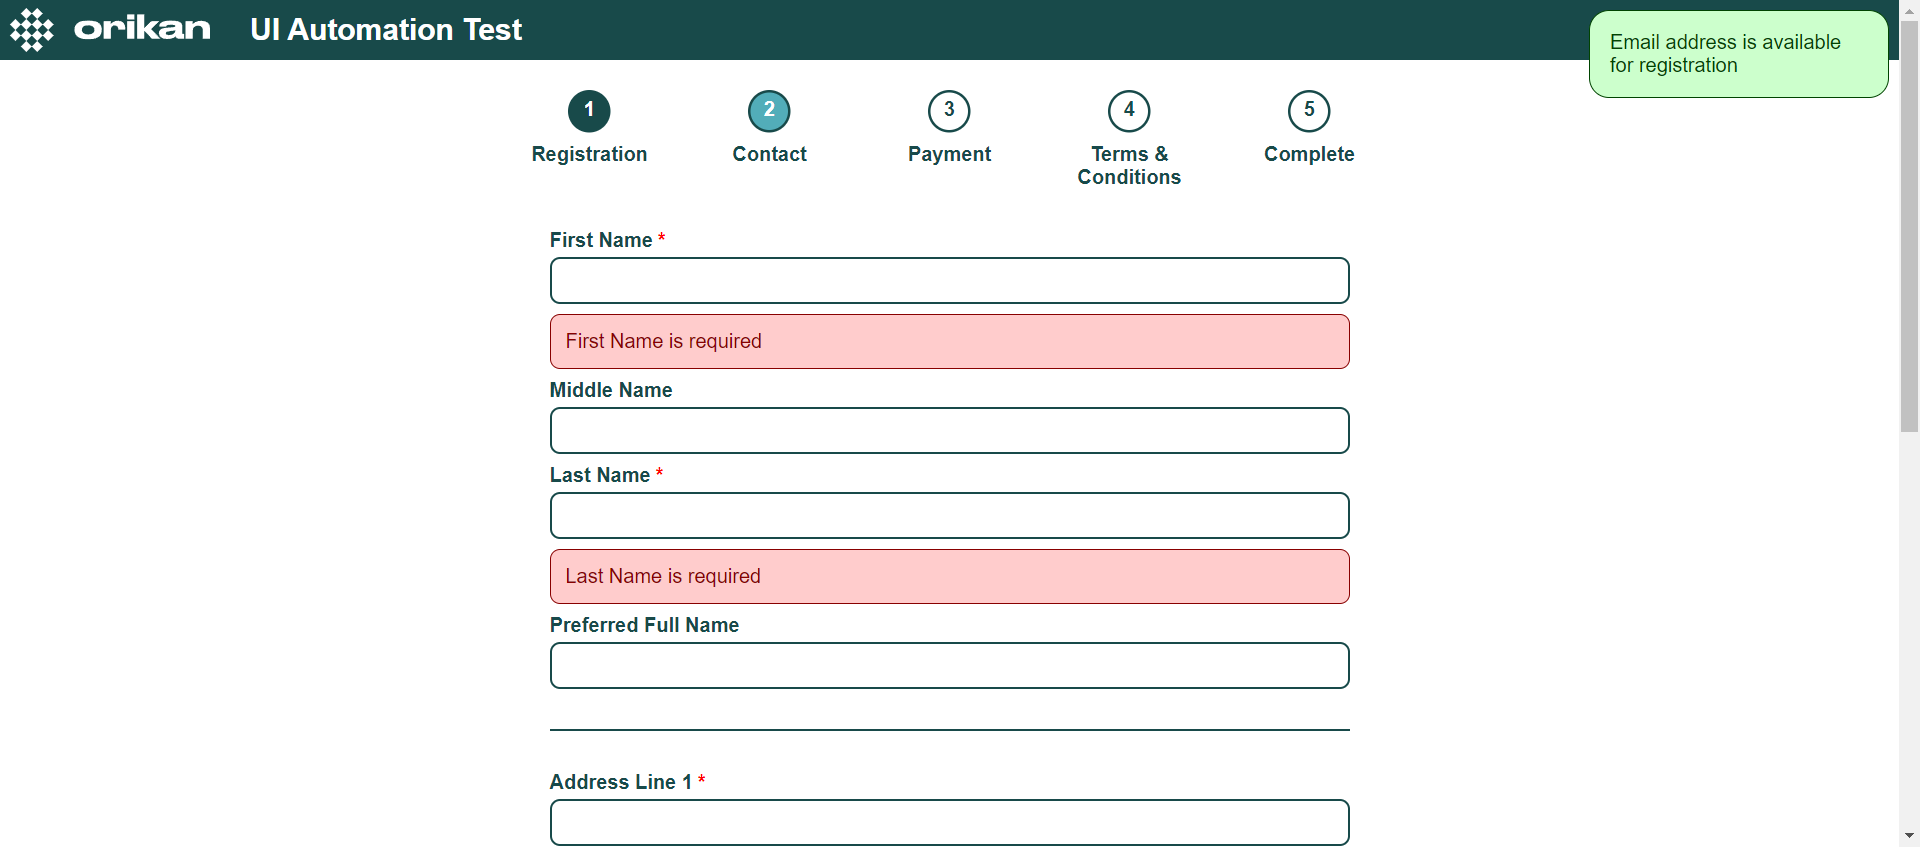 orikan
UI Automation Test
Email address is available
for registration
1
2
3
4
5
Registration
Contact
Payment
Terms &
Conditions
Complete
First Name *
First Name is required
Middle Name
Last Name *
Last Name is required
Preferred Full Name
Address Line 1 *